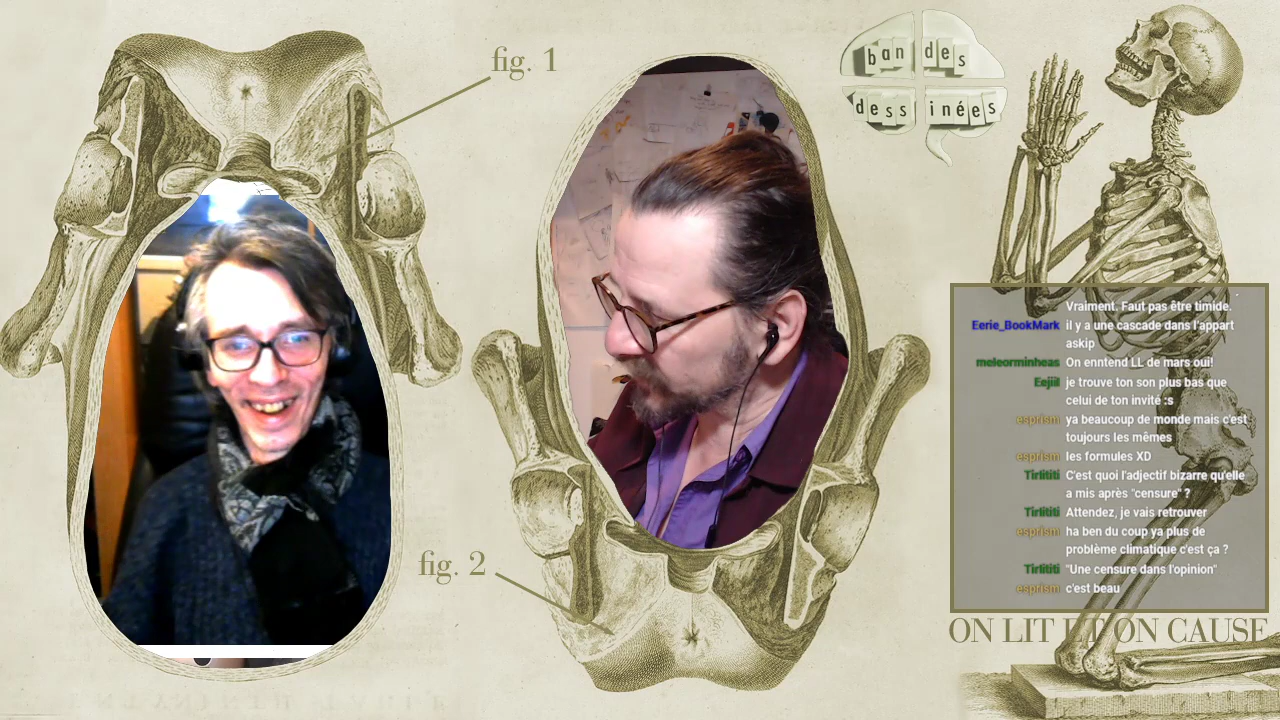 fig. 1
fig. 2
ban des
dess inées
Vraiment. Faut pas être timide.
Eerie_BookMark il y a une cascade dans l'appart
askip
meleorminheas On enntend LL de mars oui!
Eejiil je trouve ton son plus bas que
celui de ton invité :s
esprism ya beaucoup de monde mais c'est
toujours les mêmes
esprism les formules XD
Tirlititi C'est quoi l'adjectif bizarre qu'elle
a mis après "censure" ?
Tirlititi Attendez, je vais retrouver
esprism ha ben du coup ya plus de
problème climatique c'est ça ?
Tirlititi "Une censure dans l'opinion"
esprism c'est beau
ON LIT ET ON CAUSE